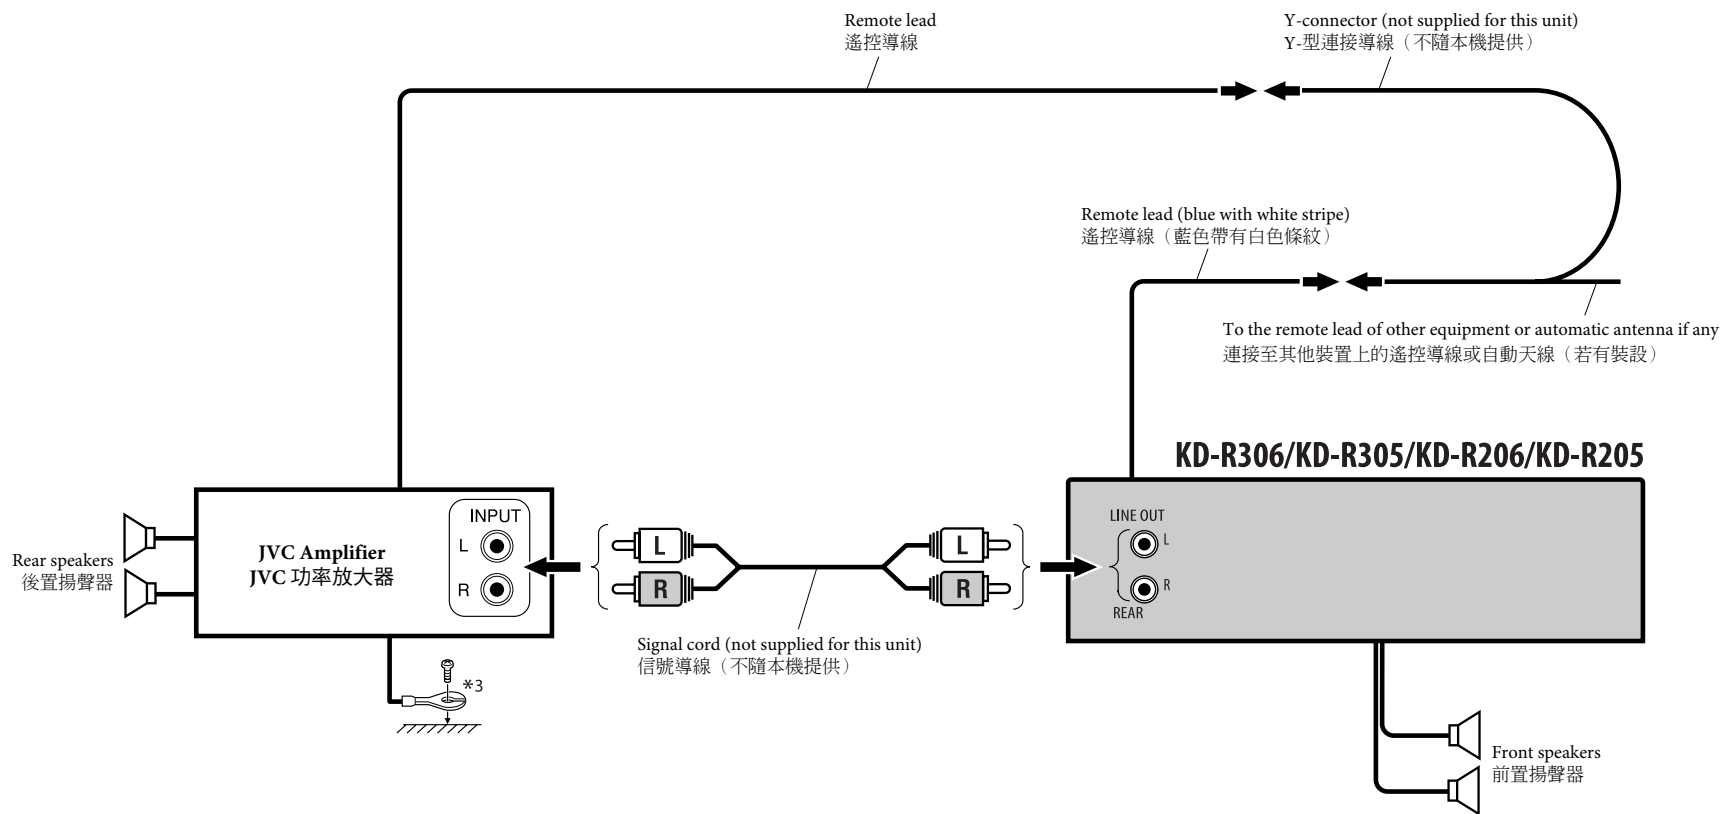 Remote lead
遙控導線
Y-connector (not supplied for this unit)
Y-型連接導線（不隨本機提供）
Remote lead (blue with white stripe)
遙控導線（藍色帶有白色條紋）
To the remote lead of other equipment or automatic antenna if any
連接至其他裝置上的遙控導線或自動天線（若有裝設）
KD-R306/KD-R305/KD-R206/KD-R205
Rear speakers
後置揚聲器
JVC Amplifier
JVC 功率放大器
INPUT
L
R
L
R
L
R
LINE OUT
L
R
REAR
Signal cord (not supplied for this unit)
信號導線（不隨本機提供）
*3
Front speakers
前置揚聲器